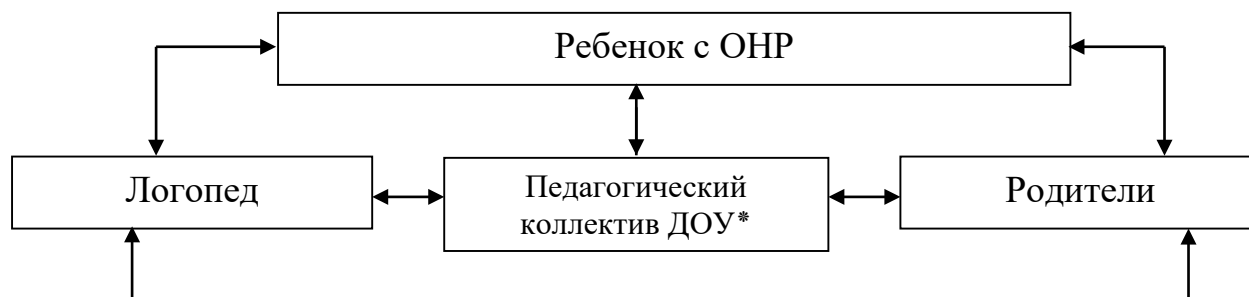 Ребенок с ОНР
Логопед
Педагогический
коллектив ДОУ*
Родители